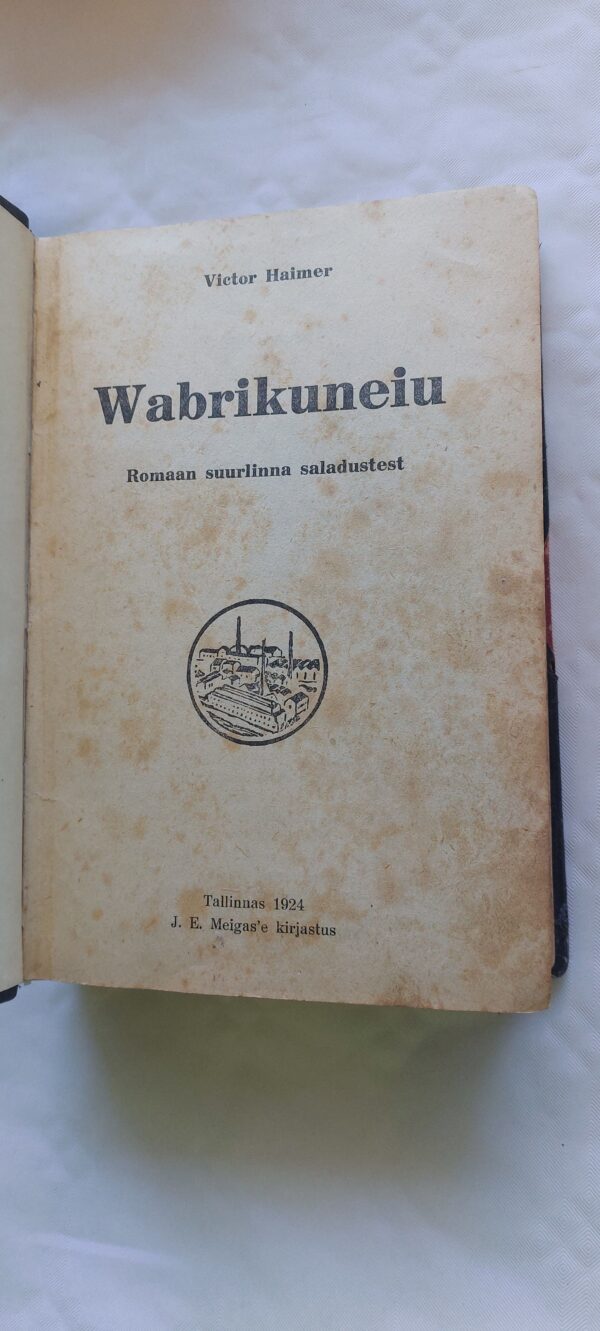 Victor Haimer
Wabrikuneiu
Romaan suurlinna saladustest
Tallinnas 1924
J. E. Meigas'e kirjastus